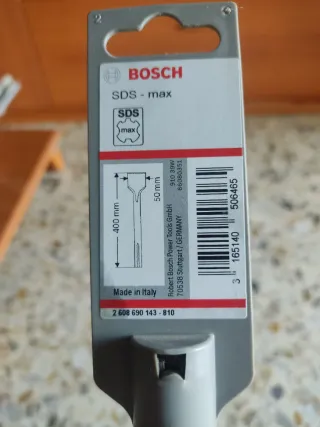 2
BOSCH
SDS - max
SDS
max
400 mm
50 mm
Made in Italy
Robert Bosch Power Tools GmbH
70538 Stuttgart / GERMANY
3 165140 506465
2 608 690 143 - 810